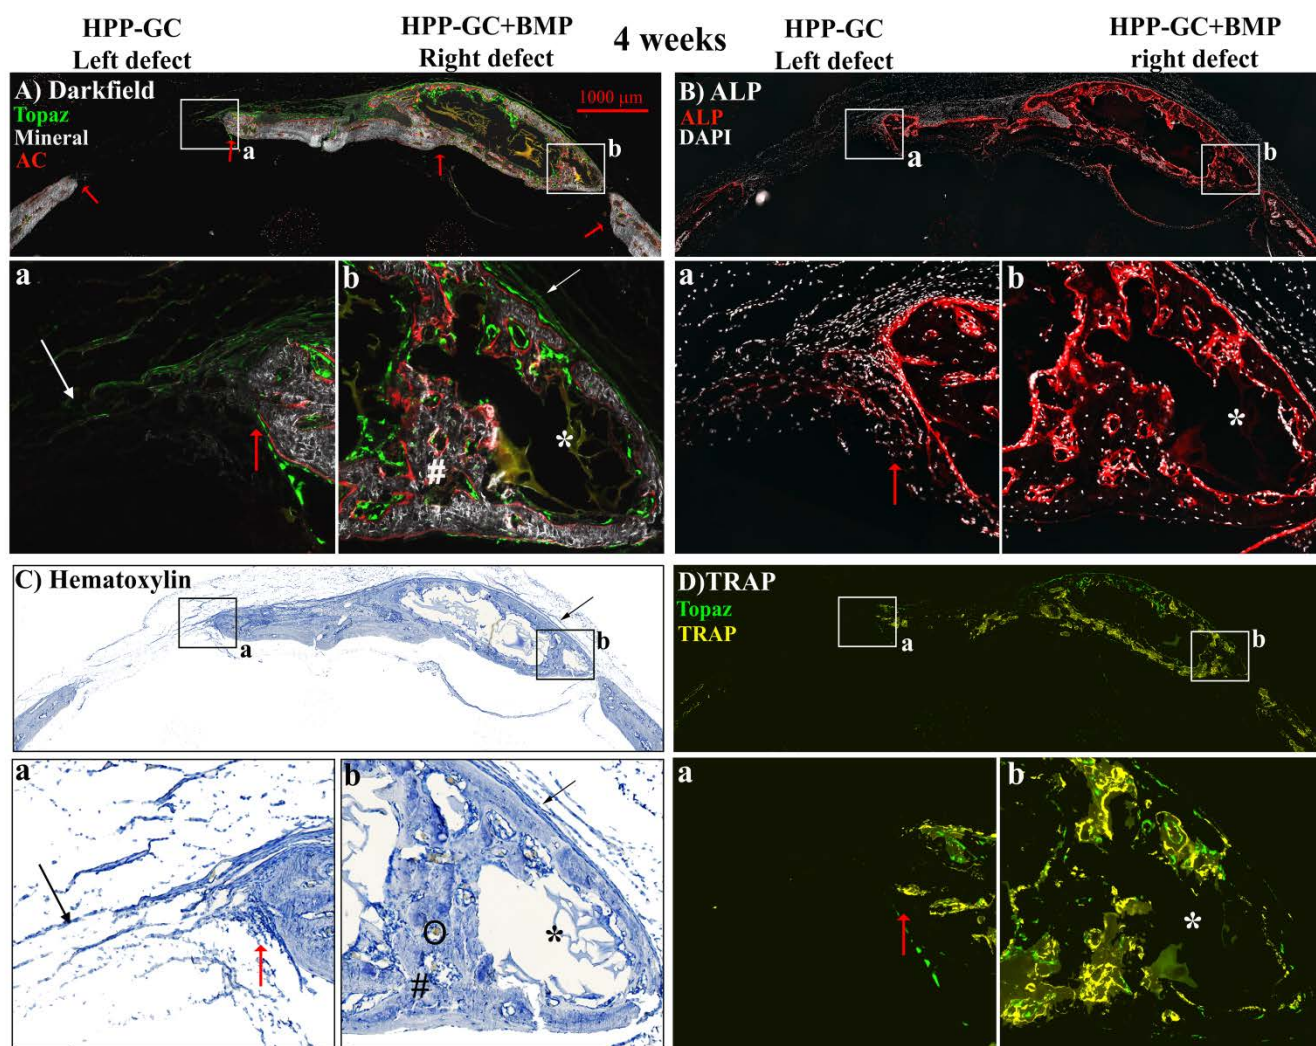 HPP-GC
Left defect
HPP-GC+BMP
Right defect
4 weeks
HPP-GC
Left defect
HPP-GC+BMP
right defect
A) Darkfield
Topaz
Mineral
AC
1000 µm
a
b
B) ALP
ALP
DAPI
a
b
a
b
#
*
a
b
*
C) Hematoxylin
a
b
D)TRAP
Topaz
TRAP
a
b
a
b
O
#
*
a
b
*